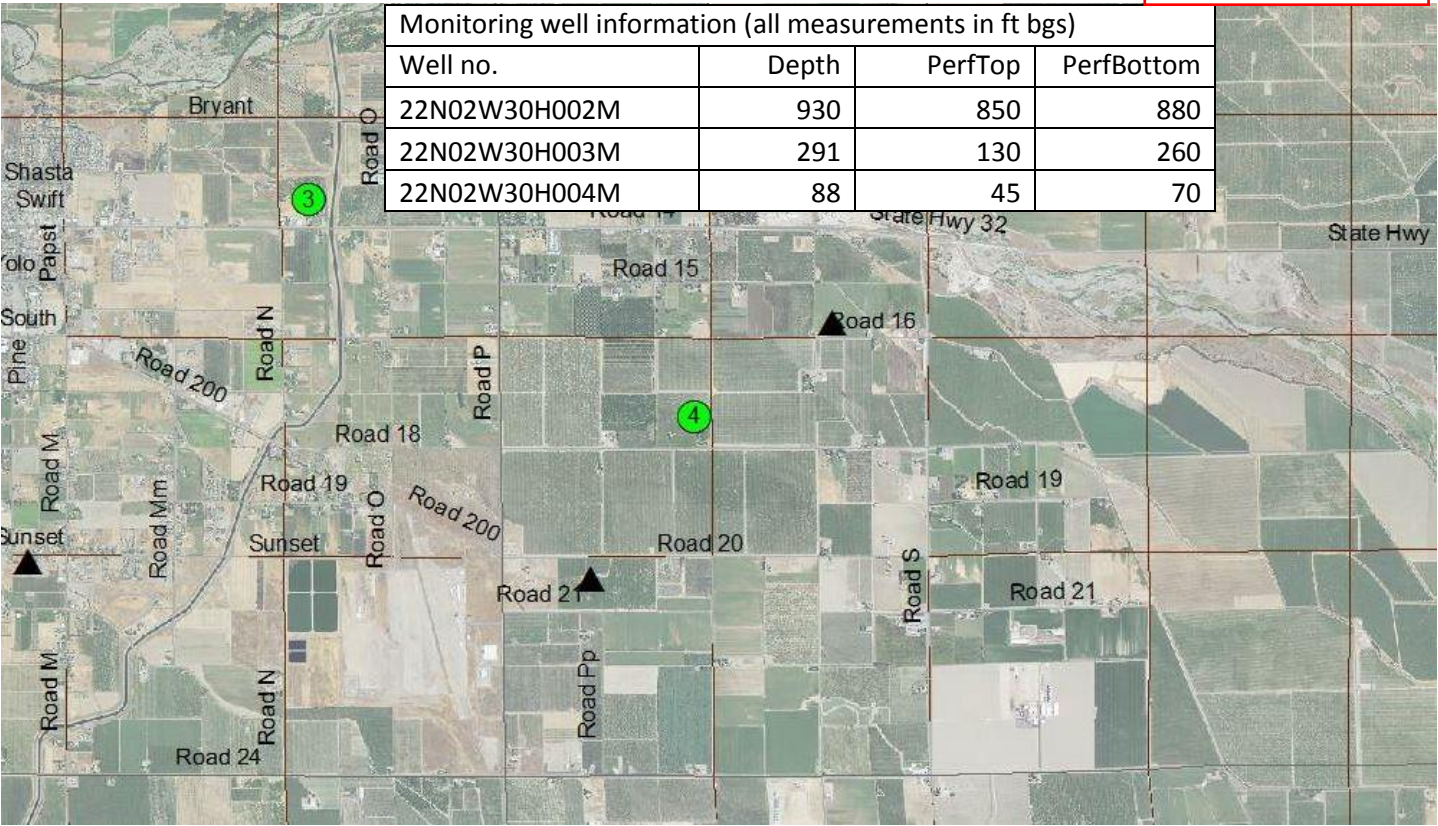 Monitoring well information (all measurements in ft bgs)
Well no. Depth PerfTop PerfBottom
22N02W30H002M 930 850 880
22N02W30H003M 291 130 260
22N02W30H004M 88 45 70
Bryant
Road O
Shasta
Swift
3
State Hwy 32
State Hwy
Papst
Road 15
South
Road N
Road 16
Pine
Road 200
Road P
4
Road 18
Road M
Road 19
Road 19
Road Mm
Road O
Road 200
Sunset
Sunset
Road 20
Road S
Road 21
Road 21
Road M
Road N
Road Pp
Road 24